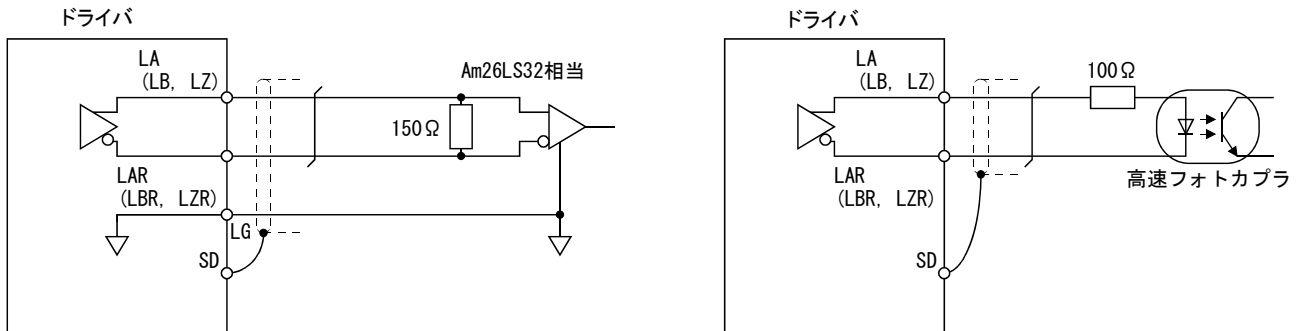 ドライバ
LA
(LB, LZ)
Am26LS32相当
150Ω
LAR
(LBR, LZR)
LG
SD
ドライバ
LA
(LB, LZ)
100Ω
高速フォトカプラ
LAR
(LBR, LZR)
SD